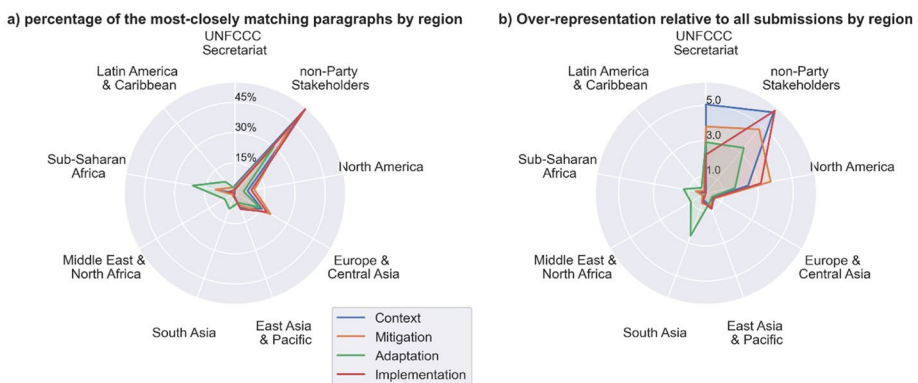 a) percentage of the most-closely matching paragraphs by region
UNFCCC
Secretariat
non-Party
Stakeholders
North America
Europe &
Central Asia
East Asia
& Pacific
South Asia
Middle East &
North Africa
Sub-Saharan
Africa
Latin America
& Caribbean
45%
30%
15%
b) Over-representation relative to all submissions by region
UNFCCC
Secretariat
non-Party
Stakeholders
North America
Europe &
Central Asia
East Asia
& Pacific
South Asia
Middle East &
North Africa
Sub-Saharan
Africa
Latin America
& Caribbean
5.0
3.0
1.0
Context
Mitigation
Adaptation
Implementation